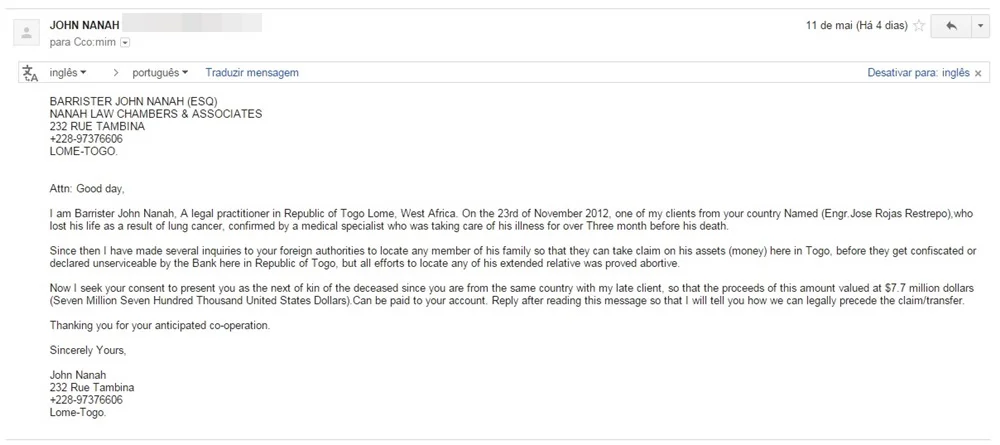 JOHN NANAH
11 de mai (Há 4 dias)
para Cco:mim
inglês
português
Traduzir mensagem
Desativar para: inglês x
BARRISTER JOHN NANAH (ESQ)
NANAH LAW CHAMBERS & ASSOCIATES
232 RUE TAMBINA
+228-97376606
LOME-TOGO.
Attn: Good day,
I am Barrister John Nanah, A legal practitioner in Republic of Togo Lome, West Africa. On the 23rd of November 2012, one of my clients from your country Named (Engr.Jose Rojas Restrepo),who
lost his life as a result of lung cancer, confirmed by a medical specialist who was taking care of his illness for over Three month before his death.
Since then I have made several inquiries to your foreign authorities to locate any member of his family so that they can take claim on his assets (money) here in Togo, before they get confiscated or
declared unserviceable by the Bank here in Republic of Togo, but all efforts to locate any of his extended relative was proved abortive.
Now I seek your consent to present you as the next of kin of the deceased since you are from the same country with my late client, so that the proceeds of this amount valued at $7.7 million dollars
(Seven Million Seven Hundred Thousand United States Dollars).Can be paid to your account. Reply after reading this message so that I will tell you how we can legally precede the claim/transfer.
Thanking you for your anticipated co-operation.
Sincerely Yours,
John Nanah
232 Rue Tambina
+228-97376606
Lome-Togo.